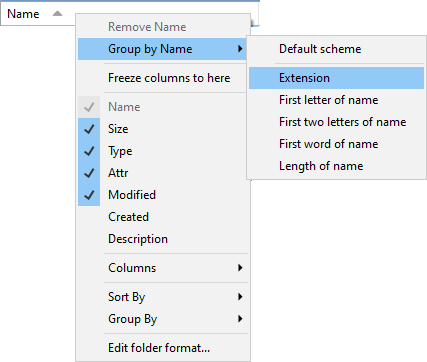 Name
Remove Name
Group by Name
Freeze columns to here
Name
Size
Type
Attr
Modified
Created
Description
Columns
Sort By
Group By
Edit folder format...
Default scheme
Extension
First letter of name
First two letters of name
First word of name
Length of name